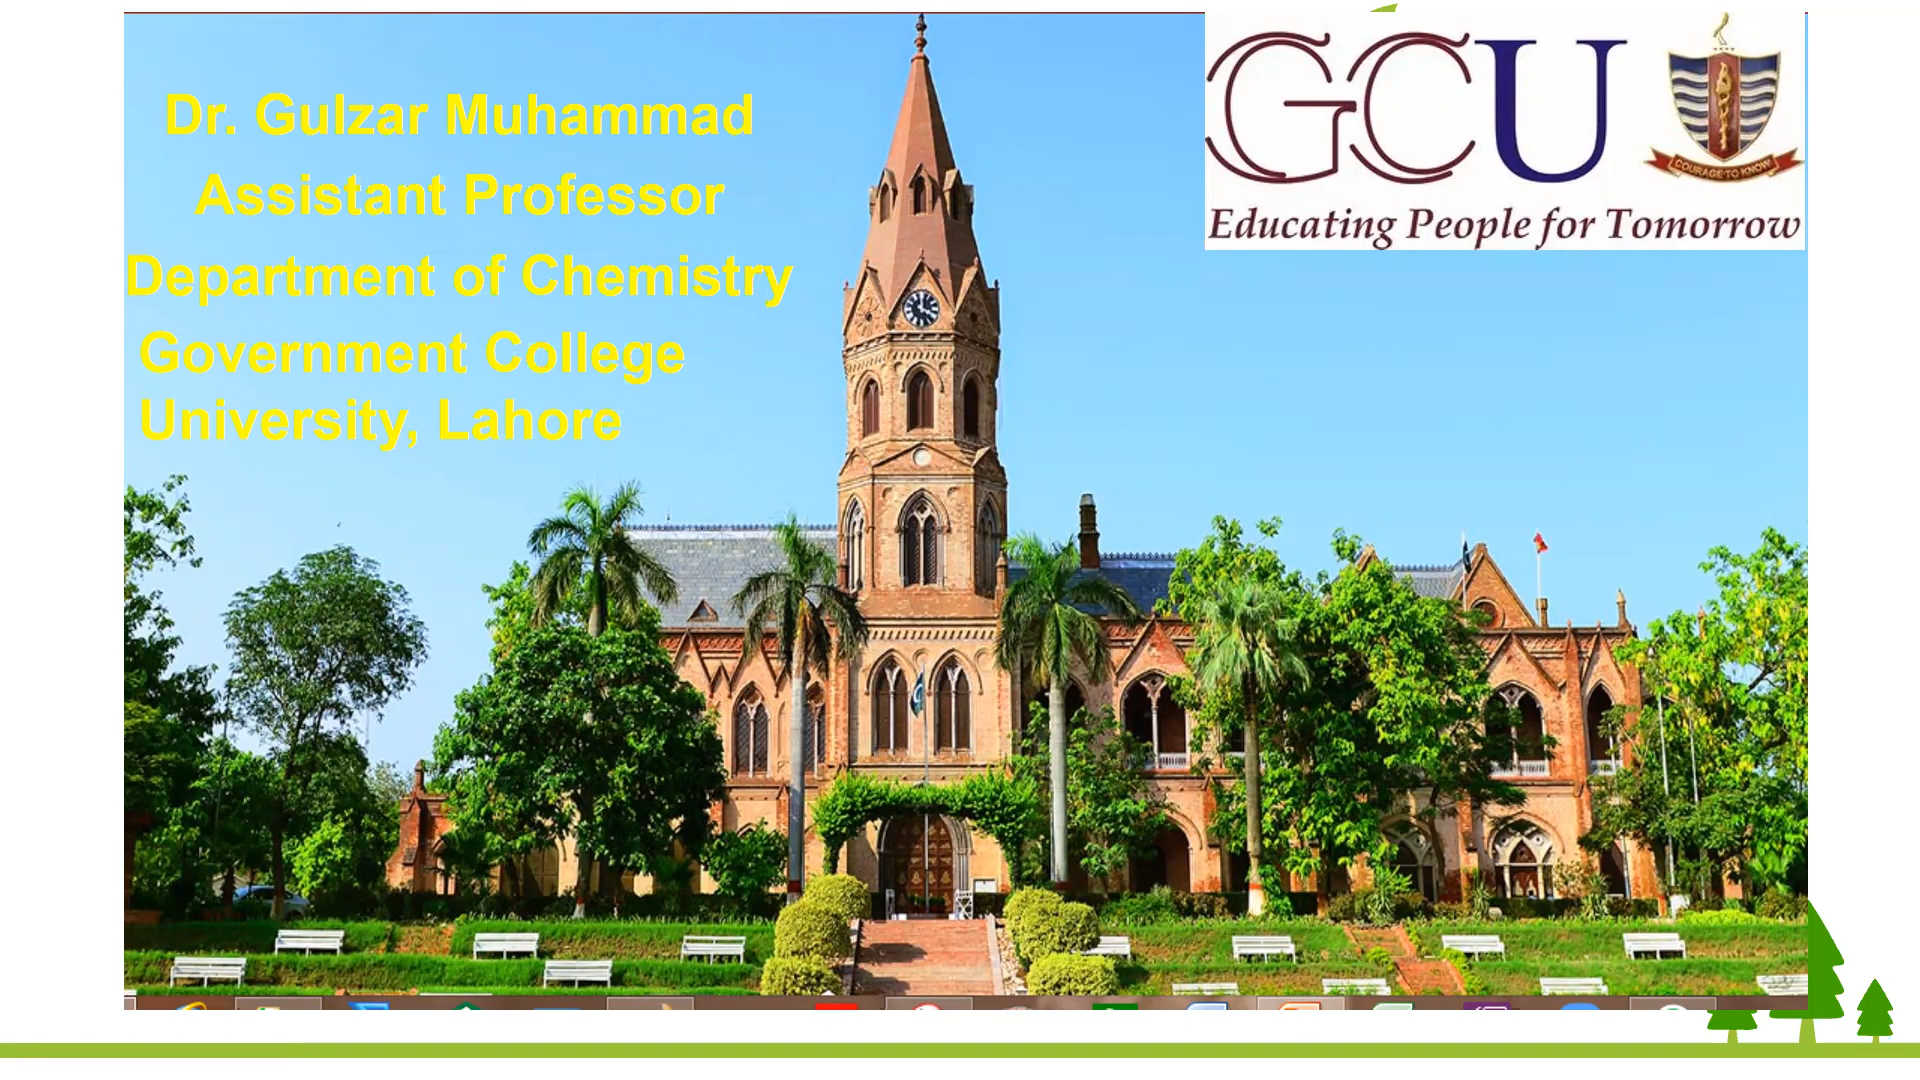 Dr. Gulzar Muhammad
Assistant Professor
Department of Chemistry
Government College
University, Lahore
GCU
COURAGE TO KNOW
Educating People for Tomorrow